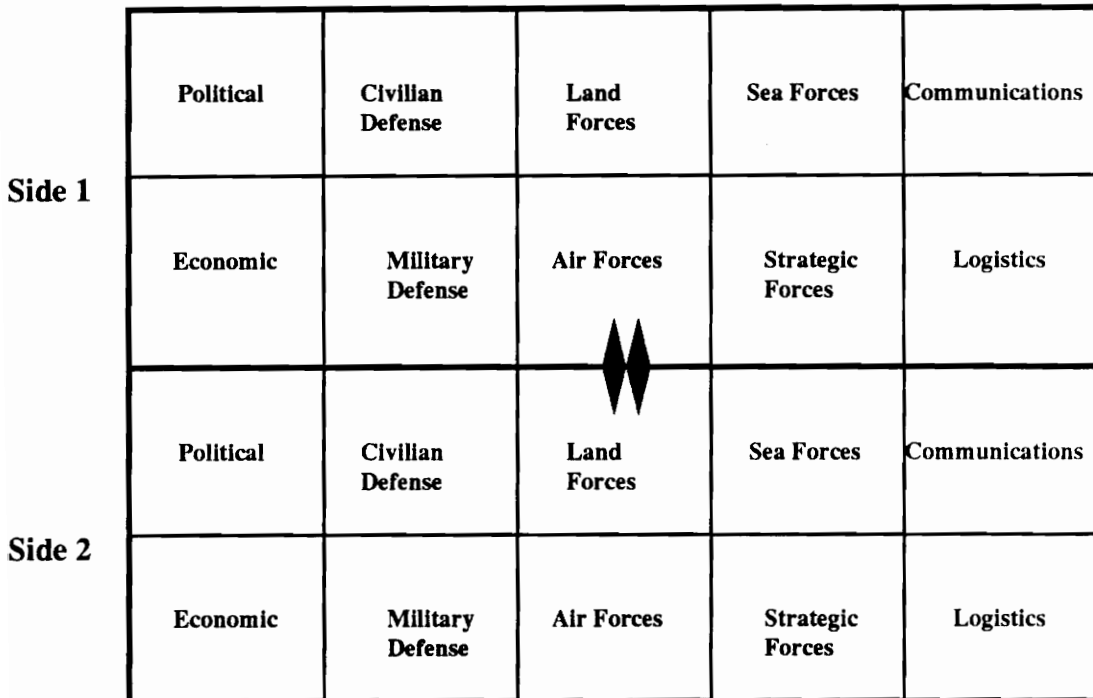 Political
Civilian
Defense
Land
Forces
Sea Forces
Communications
Side 1
Economic
Military
Defense
Air Forces
Strategic
Forces
Logistics
Political
Civilian
Defense
Land
Forces
Sea Forces
Communications
Side 2
Economic
Military
Defense
Air Forces
Strategic
Forces
Logistics